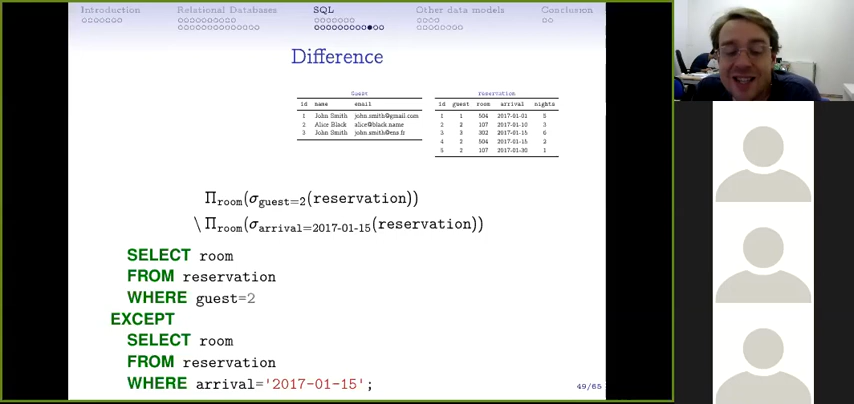 Introduction Relational Databases SQL Other data models Conclusion
Difference
Guest
id name email
1 John Smith john.smith@gmail.com
2 Alice Black alice@black.name
3 John Smith john.smith@ens.fr
reservation
id guest room arrival nights
1 1 504 2017-01-01 5
2 2 107 2017-01-10 3
3 3 302 2017-01-15 6
4 2 504 2017-01-15 2
5 2 107 2017-01-30 1
Πroom(σguest=2(reservation))
\ Πroom(σarrival=2017-01-15(reservation))
SELECT room
FROM reservation
WHERE guest=2
EXCEPT
SELECT room
FROM reservation
WHERE arrival='2017-01-15';
49/65